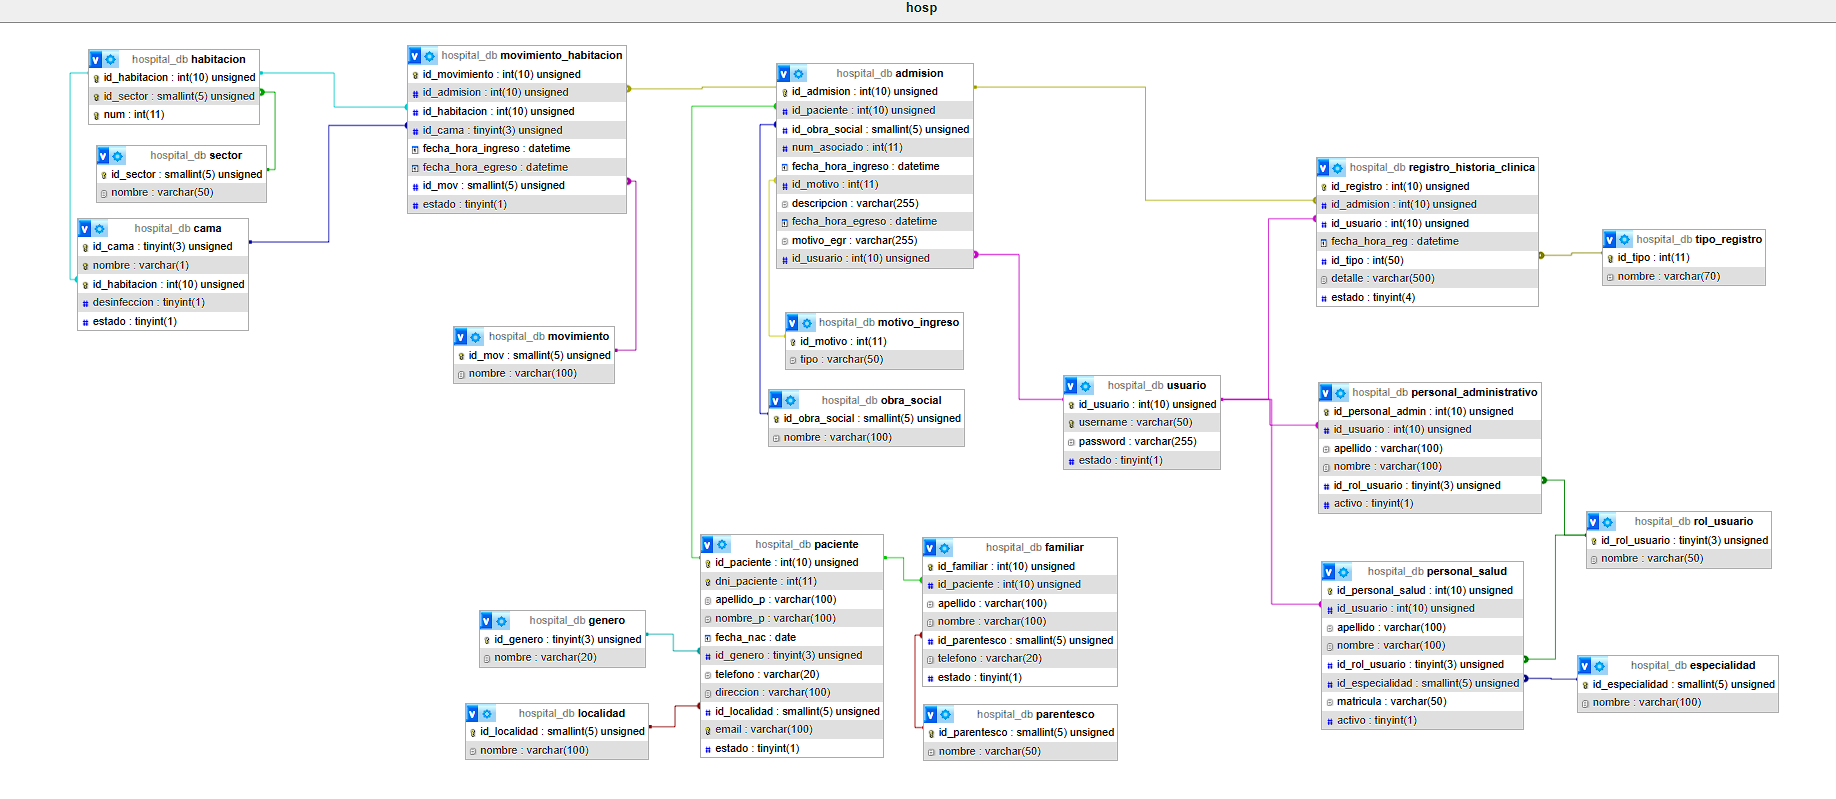 hosp
hospital_db habitacion
id_habitacion : int(10) unsigned
id_sector : smallint(5) unsigned
num : int(11)
hospital_db sector
id_sector : smallint(5) unsigned
nombre : varchar(50)
hospital_db cama
id_cama : tinyint(3) unsigned
nombre : varchar(1)
id_habitacion : int(10) unsigned
desinfeccion : tinyint(1)
estado : tinyint(1)
hospital_db movimiento_habitacion
id_movimiento : int(10) unsigned
id_admision : int(10) unsigned
id_habitacion : int(10) unsigned
id_cama : tinyint(3) unsigned
fecha_hora_ingreso : datetime
fecha_hora_egreso : datetime
id_mov : smallint(5) unsigned
estado : tinyint(1)
hospital_db movimiento
id_mov : smallint(5) unsigned
nombre : varchar(100)
hospital_db admision
id_admision : int(10) unsigned
id_paciente : int(10) unsigned
id_obra_social : smallint(5) unsigned
num_asociado : int(11)
fecha_hora_ingreso : datetime
id_motivo : int(11)
descripcion : varchar(255)
fecha_hora_egreso : datetime
motivo_egr : varchar(255)
id_usuario : int(10) unsigned
hospital_db motivo_ingreso
id_motivo : int(11)
tipo : varchar(50)
hospital_db obra_social
id_obra_social : smallint(5) unsigned
nombre : varchar(100)
hospital_db usuario
id_usuario : int(10) unsigned
username : varchar(50)
password : varchar(255)
estado : tinyint(1)
hospital_db registro_historia_clinica
id_registro : int(10) unsigned
id_admision : int(10) unsigned
id_usuario : int(10) unsigned
fecha_hora_reg : datetime
id_tipo : int(50)
detalle : varchar(500)
estado : tinyint(4)
hospital_db tipo_registro
id_tipo : int(11)
nombre : varchar(70)
hospital_db personal_administrativo
id_personal_admin : int(10) unsigned
id_usuario : int(10) unsigned
apellido : varchar(100)
nombre : varchar(100)
id_rol_usuario : tinyint(3) unsigned
activo : tinyint(1)
hospital_db rol_usuario
id_rol_usuario : tinyint(3) unsigned
nombre : varchar(50)
hospital_db personal_salud
id_personal_salud : int(10) unsigned
id_usuario : int(10) unsigned
apellido : varchar(100)
nombre : varchar(100)
id_rol_usuario : tinyint(3) unsigned
id_especialidad : smallint(5) unsigned
matricula : varchar(50)
activo : tinyint(1)
hospital_db especialidad
id_especialidad : smallint(5) unsigned
nombre : varchar(100)
hospital_db paciente
id_paciente : int(10) unsigned
dni_paciente : int(11)
apellido_p : varchar(100)
nombre_p : varchar(100)
fecha_nac : date
id_genero : tinyint(3) unsigned
telefono : varchar(20)
direccion : varchar(100)
id_localidad : smallint(5) unsigned
email : varchar(100)
estado : tinyint(1)
hospital_db familiar
id_familiar : int(10) unsigned
id_paciente : int(10) unsigned
apellido : varchar(100)
nombre : varchar(100)
id_parentesco : smallint(5) unsigned
telefono : varchar(20)
estado : tinyint(1)
hospital_db genero
id_genero : tinyint(3) unsigned
nombre : varchar(20)
hospital_db localidad
id_localidad : smallint(5) unsigned
nombre : varchar(100)
hospital_db parentesco
id_parentesco : smallint(5) unsigned
nombre : varchar(50)